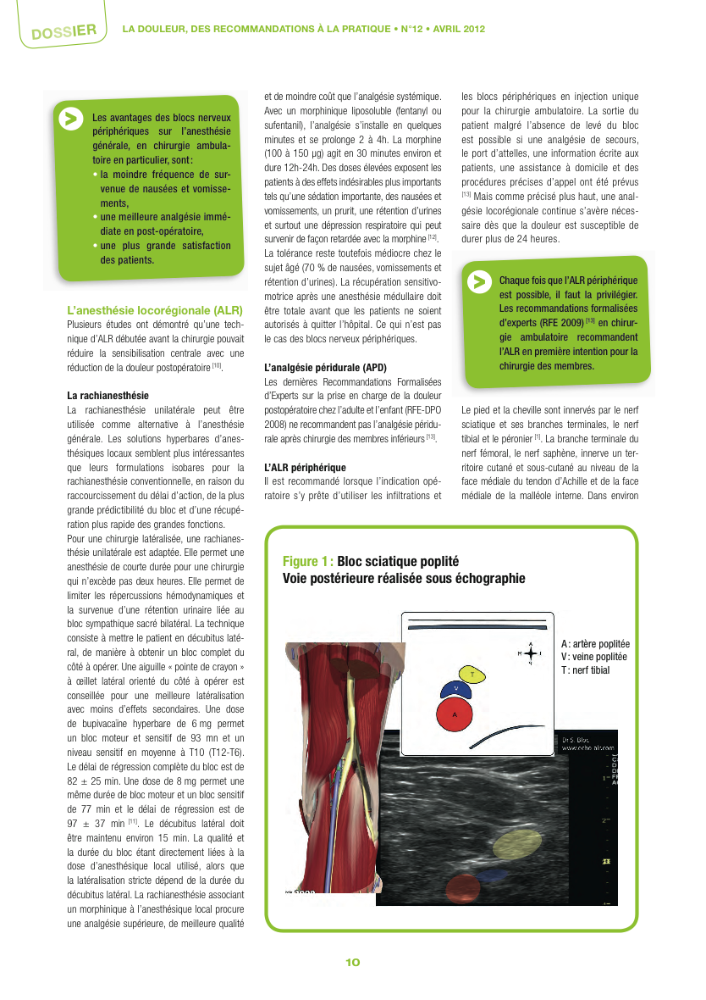 DOSSIER
LA DOULEUR, DES RECOMMANDATIONS À LA PRATIQUE • N°12 • AVRIL 2012
Les avantages des blocs nerveux
périphériques sur l'anesthésie
générale, en chirurgie ambula-
toire en particulier, sont :
• la moindre fréquence de sur-
venue de nausées et vomisse-
ments,
• une meilleure analgésie immé-
diate en post-opératoire,
• une plus grande satisfaction
des patients.
L'anesthésie locorégionale (ALR)
Plusieurs études ont démontré qu'une tech-
nique d'ALR débutée avant la chirurgie pouvait
réduire la sensibilisation centrale avec une
réduction de la douleur postopératoire [10].
La rachianesthésie
La rachianesthésie unilatérale peut être
utilisée comme alternative à l'anesthésie
générale. Les solutions hyperbares d'anes-
thésiques locaux semblent plus intéressantes
que leurs formulations isobares pour la
rachianesthésie conventionnelle, en raison du
raccourcissement du délai d'action, de la plus
grande prédictibilité du bloc et d'une récupé-
ration plus rapide des grandes fonctions.
Pour une chirurgie latéralisée, une rachianes-
thésie unilatérale est adaptée. Elle permet une
anesthésie de courte durée pour une chirurgie
qui n'excède pas deux heures. Elle permet de
limiter les répercussions hémodynamiques et
la survenue d'une rétention urinaire liée au
bloc sympathique sacré bilatéral. La technique
consiste à mettre le patient en décubitus laté-
ral, de manière à obtenir un bloc complet du
côté à opérer. Une aiguille « pointe de crayon »
à œillet latéral orienté du côté à opérer est
conseillée pour une meilleure latéralisation
avec moins d'effets secondaires. Une dose
de bupivacaïne hyperbare de 6 mg permet
un bloc moteur et sensitif de 93 mn et un
niveau sensitif en moyenne à T10 (T12-T6).
Le délai de régression complète du bloc est de
82 ± 25 min. Une dose de 8 mg permet une
même durée de bloc moteur et un bloc sensitif
de 77 min et le délai de régression est de
97 ± 37 min [11]. Le décubitus latéral doit
être maintenu environ 15 min. La qualité et
la durée du bloc étant directement liées à la
dose d'anesthésique local utilisé, alors que
la latéralisation stricte dépend de la durée du
décubitus latéral. La rachianesthésie associant
un morphinique à l'anesthésique local procure
une analgésie supérieure, de meilleure qualité
et de moindre coût que l'analgésie systémique.
Avec un morphinique liposoluble (fentanyl ou
sufentanil), l'analgésie s'installe en quelques
minutes et se prolonge 2 à 4h. La morphine
(100 à 150 µg) agit en 30 minutes environ et
dure 12h-24h. Des doses élevées exposent les
patients à des effets indésirables plus importants
tels qu'une sédation importante, des nausées et
vomissements, un prurit, une rétention d'urines
et surtout une dépression respiratoire qui peut
survenir de façon retardée avec la morphine [12].
La tolérance reste toutefois médiocre chez le
sujet âgé (70 % de nausées, vomissements et
rétention d'urines). La récupération sensitivo-
motrice après une anesthésie médullaire doit
être totale avant que les patients ne soient
autorisés à quitter l'hôpital. Ce qui n'est pas
le cas des blocs nerveux périphériques.
L'analgésie péridurale (APD)
Les dernières Recommandations Formalisées
d'Experts sur la prise en charge de la douleur
postopératoire chez l'adulte et l'enfant (RFE-DPO
2008) ne recommandent pas l'analgésie péridu-
rale après chirurgie des membres inférieurs [13].
L'ALR périphérique
Il est recommandé lorsque l'indication opé-
ratoire s'y prête d'utiliser les infiltrations et
les blocs périphériques en injection unique
pour la chirurgie ambulatoire. La sortie du
patient malgré l'absence de levé du bloc
est possible si une analgésie de secours,
le port d'attelles, une information écrite aux
patients, une assistance à domicile et des
procédures précises d'appel ont été prévus
[13] Mais comme précisé plus haut, une anal-
gésie locorégionale continue s'avère néces-
saire dès que la douleur est susceptible de
durer plus de 24 heures.
Chaque fois que l'ALR périphérique
est possible, il faut la privilégier.
Les recommandations formalisées
d'experts (RFE 2009) [13] en chirur-
gie ambulatoire recommandent
l'ALR en première intention pour la
chirurgie des membres.
Le pied et la cheville sont innervés par le nerf
sciatique et ses branches terminales, le nerf
tibial et le péronier [1]. La branche terminale du
nerf fémoral, le nerf saphène, innerve un ter-
ritoire cutané et sous-cutané au niveau de la
face médiale du tendon d'Achille et de la face
médiale de la malléole interne. Dans environ
Figure 1 : Bloc sciatique poplité
Voie postérieure réalisée sous échographie
A
M
T
V
A
A : artère poplitée
V : veine poplitée
T : nerf tibial
Dr S. Bloc
www.echo-alr.com
10